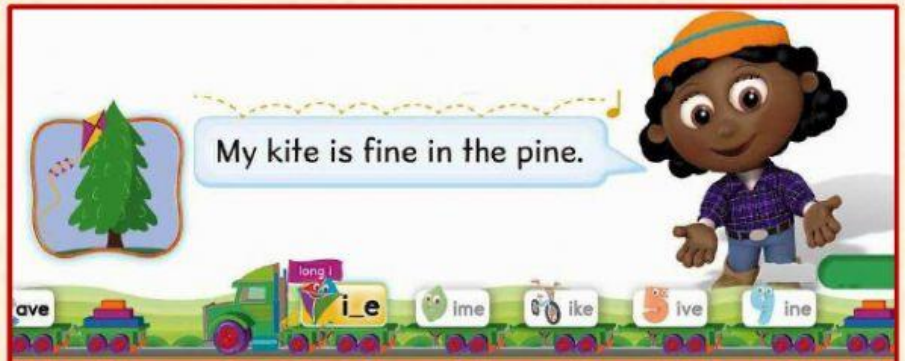 My kite is fine in the pine.
long i
ave
i_e
ime
ike
ive
ine